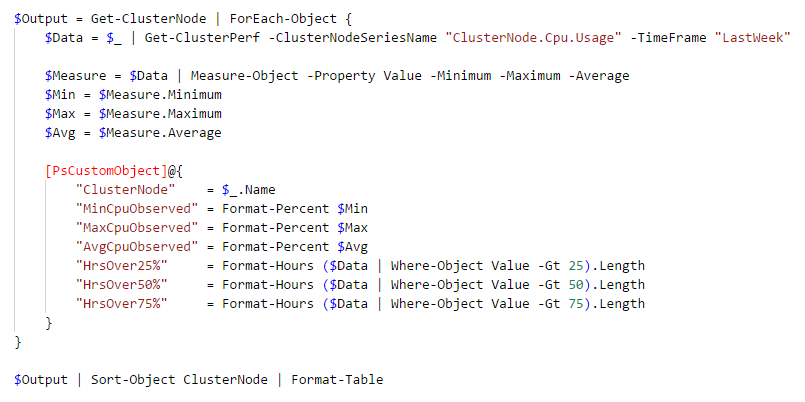 $Output = Get-ClusterNode | ForEach-Object {
    $Data = $_ | Get-ClusterPerf -ClusterNodeSeriesName "ClusterNode.Cpu.Usage" -TimeFrame "LastWeek"

    $Measure = $Data | Measure-Object -Property Value -Minimum -Maximum -Average
    $Min = $Measure.Minimum
    $Max = $Measure.Maximum
    $Avg = $Measure.Average

    [PsCustomObject]@{
        "ClusterNode"    = $_.Name
        "MinCpuObserved" = Format-Percent $Min
        "MaxCpuObserved" = Format-Percent $Max
        "AvgCpuObserved" = Format-Percent $Avg
        "HrsOver25%"     = Format-Hours ($Data | Where-Object Value -Gt 25).Length
        "HrsOver50%"     = Format-Hours ($Data | Where-Object Value -Gt 50).Length
        "HrsOver75%"     = Format-Hours ($Data | Where-Object Value -Gt 75).Length
    }
}

$Output | Sort-Object ClusterNode | Format-Table